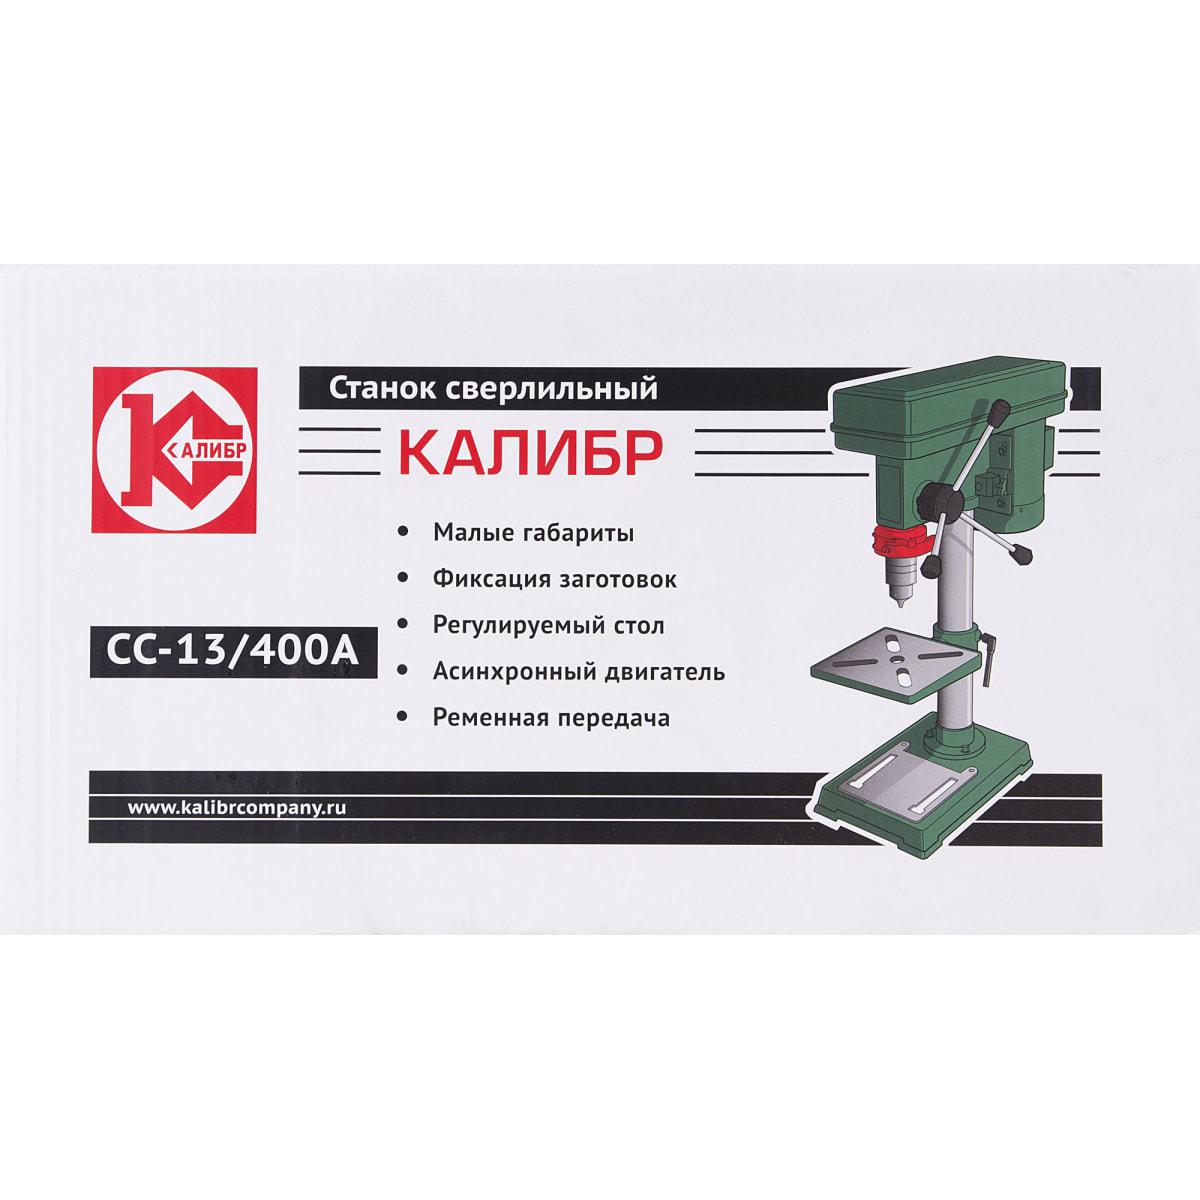 КАЛИБР
Станок сверлильный
КАЛИБР
• Малые габариты
• Фиксация заготовок
• Регулируемый стол
• Асинхронный двигатель
• Ременная передача
СС-13/400А
www.kalibrcompany.ru